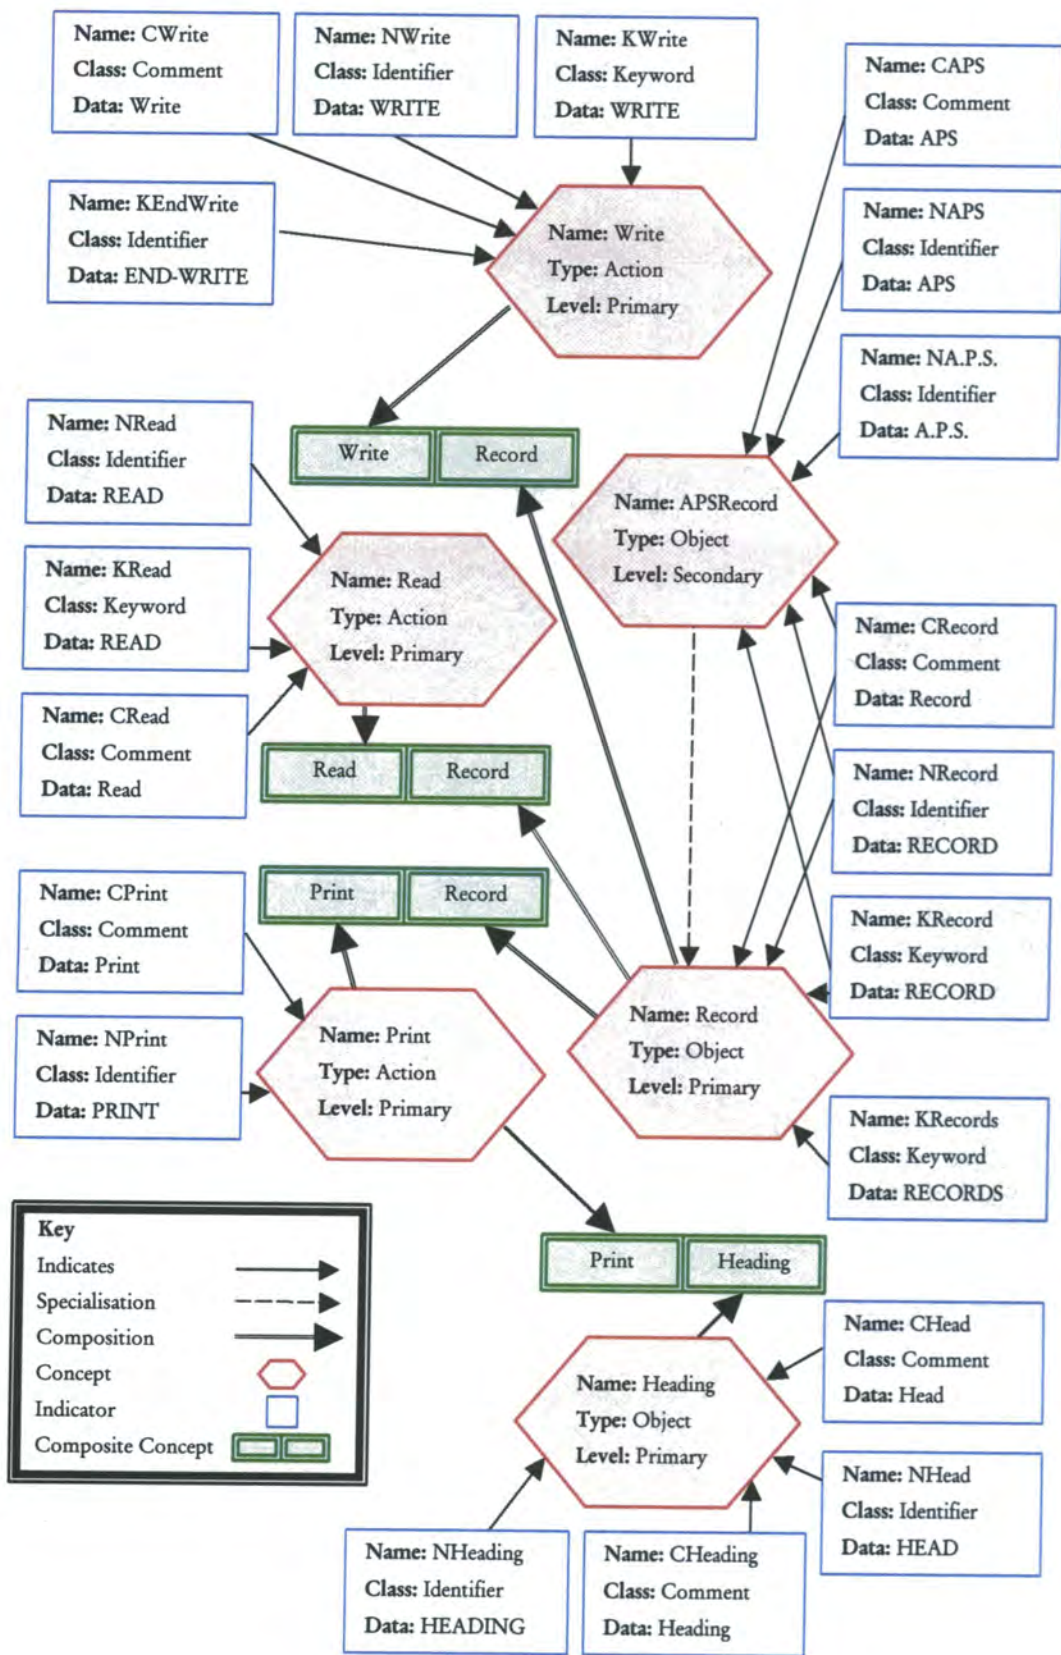 Name: CWrite
Class: Comment
Data: Write
Name: NWrite
Class: Identifier
Data: WRITE
Name: KWrite
Class: Keyword
Data: WRITE
Name: CAPS
Class: Comment
Data: APS
Name: KEndWrite
Class: Identifier
Data: END-WRITE
Name: Write
Type: Action
Level: Primary
Name: NAPS
Class: Identifier
Data: APS
Name: NA.P.S.
Class: Identifier
Data: A.P.S.
Name: NRead
Class: Identifier
Data: READ
Write Record
Name: APSRecord
Type: Object
Level: Secondary
Name: KRead
Class: Keyword
Data: READ
Name: Read
Type: Action
Level: Primary
Name: CRecord
Class: Comment
Data: Record
Name: CRead
Class: Comment
Data: Read
Read Record
Name: NRecord
Class: Identifier
Data: RECORD
Name: CPrint
Class: Comment
Data: Print
Print Record
Name: KRecord
Class: Keyword
Data: RECORD
Name: NPrint
Class: Identifier
Data: PRINT
Name: Print
Type: Action
Level: Primary
Name: Record
Type: Object
Level: Primary
Name: KRecords
Class: Keyword
Data: RECORDS
Key
Indicates
Specialisation
Composition
Concept
Indicator
Composite Concept
Print Heading
Name: Heading
Type: Object
Level: Primary
Name: CHead
Class: Comment
Data: Head
Name: NHead
Class: Identifier
Data: HEAD
Name: NHeading
Class: Identifier
Data: HEADING
Name: CHeading
Class: Comment
Data: Heading